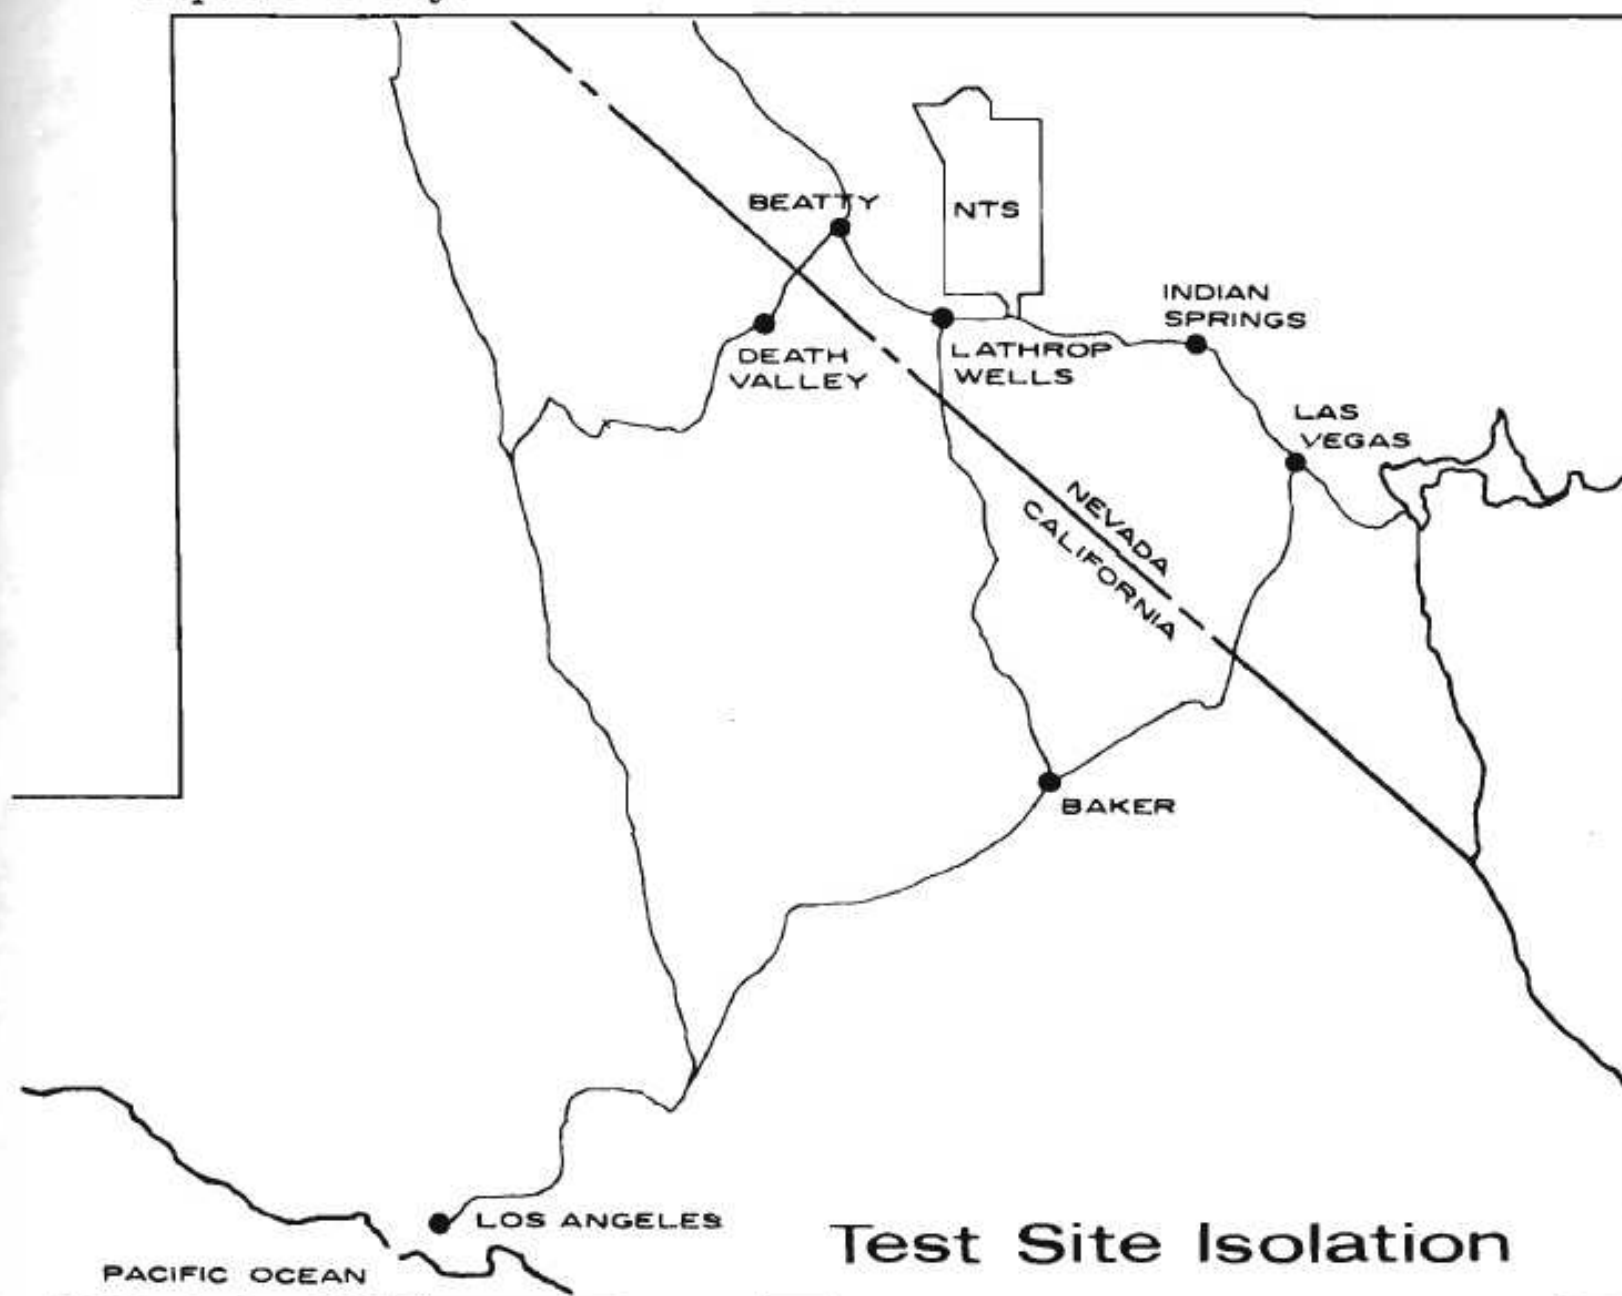 BEATTY
NTS
INDIAN
SPRINGS
DEATH
VALLEY
LATHROP
WELLS
LAS
VEGAS
NEVADA
CALIFORNIA
BAKER
LOS ANGELES
PACIFIC OCEAN
Test Site Isolation